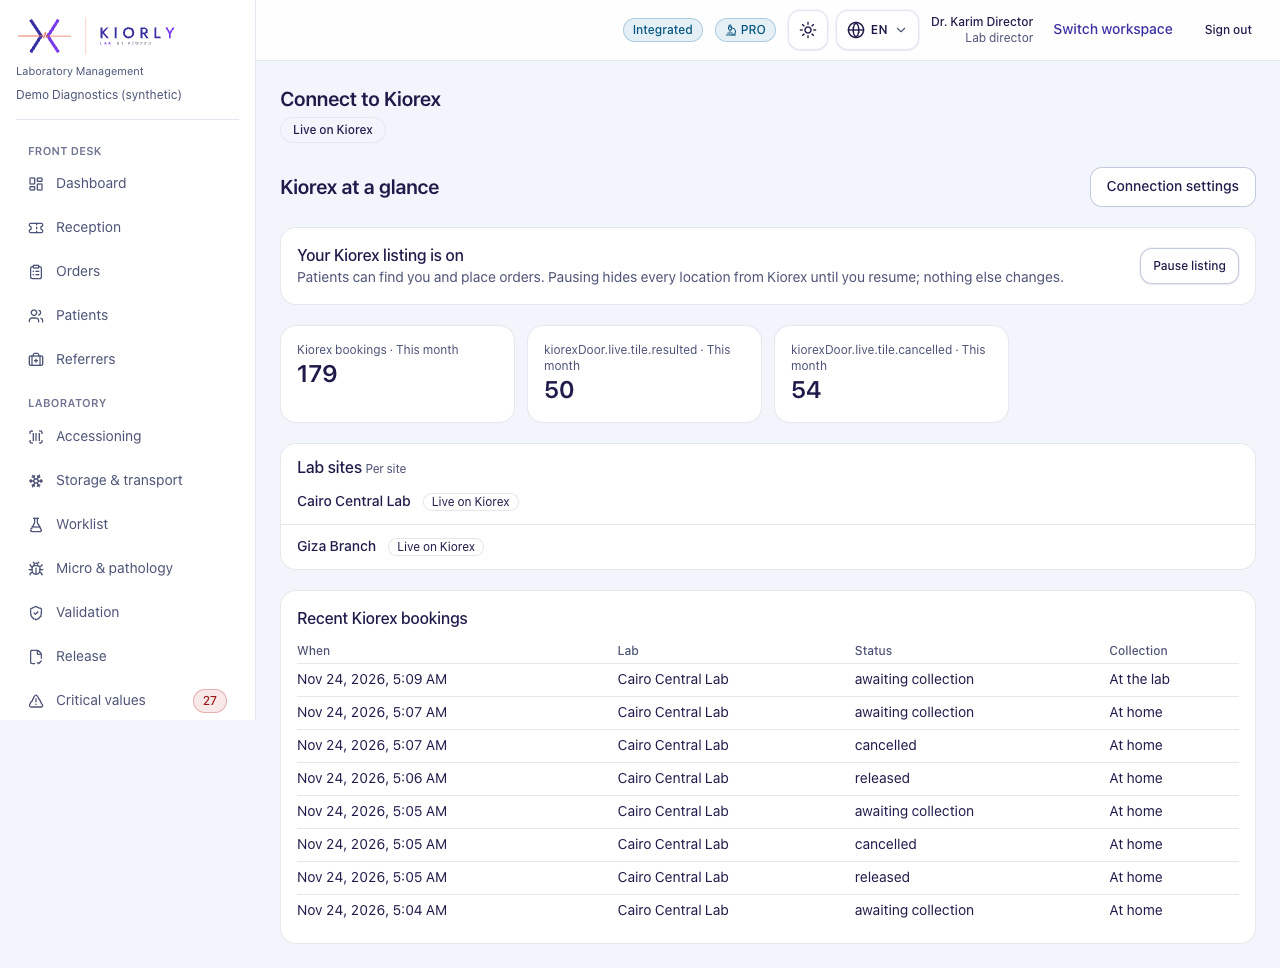 KIORLY
Laboratory Management
Demo Diagnostics (synthetic)
FRONT DESK
Dashboard
Reception
Orders
Patients
Referrers
LABORATORY
Accessioning
Storage & transport
Worklist
Micro & pathology
Validation
Release
Critical values 27
Integrated
PRO
EN
Dr. Karim Director
Lab director
Switch workspace
Sign out
Connect to Kiorex
Live on Kiorex
Kiorex at a glance
Connection settings
Your Kiorex listing is on
Patients can find you and place orders. Pausing hides every location from Kiorex until you resume; nothing else changes.
Pause listing
Kiorex bookings · This month
179
kiorexDoor.live.tile.resulted · This
month
50
kiorexDoor.live.tile.cancelled · This
month
54
Lab sites Per site
Cairo Central Lab Live on Kiorex
Giza Branch Live on Kiorex
Recent Kiorex bookings
When Lab Status Collection
Nov 24, 2026, 5:09 AM Cairo Central Lab awaiting collection At the lab
Nov 24, 2026, 5:07 AM Cairo Central Lab awaiting collection At home
Nov 24, 2026, 5:07 AM Cairo Central Lab cancelled At home
Nov 24, 2026, 5:06 AM Cairo Central Lab released At home
Nov 24, 2026, 5:05 AM Cairo Central Lab awaiting collection At home
Nov 24, 2026, 5:05 AM Cairo Central Lab cancelled At home
Nov 24, 2026, 5:05 AM Cairo Central Lab released At home
Nov 24, 2026, 5:04 AM Cairo Central Lab awaiting collection At home